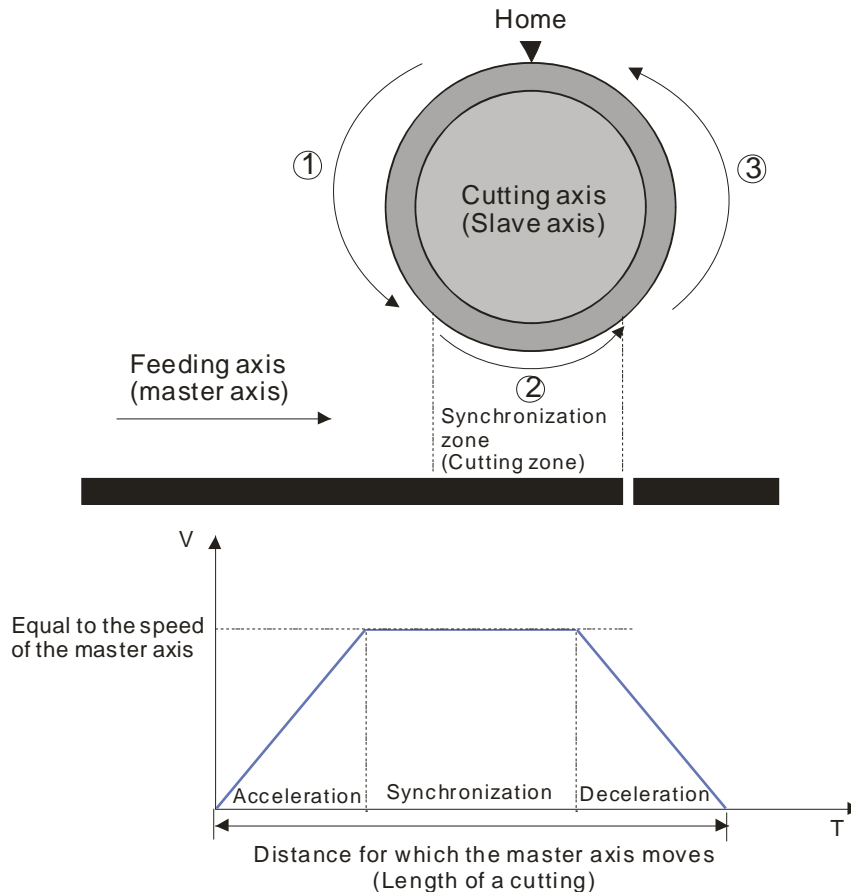 Home
①
③
Cutting axis
(Slave axis)
Feeding axis
(master axis)
②
Synchronization
zone
(Cutting zone)
V
Equal to the speed
of the master axis
Acceleration
Synchronization
Deceleration
T
Distance for which the master axis moves
(Length of a cutting)